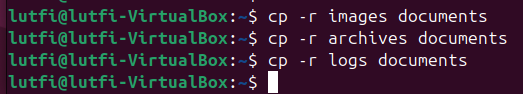 lutfi@lutfi-VirtualBox:~$ cp -r images documents
lutfi@lutfi-VirtualBox:~$ cp -r archives documents
lutfi@lutfi-VirtualBox:~$ cp -r logs documents
lutfi@lutfi-VirtualBox:~$